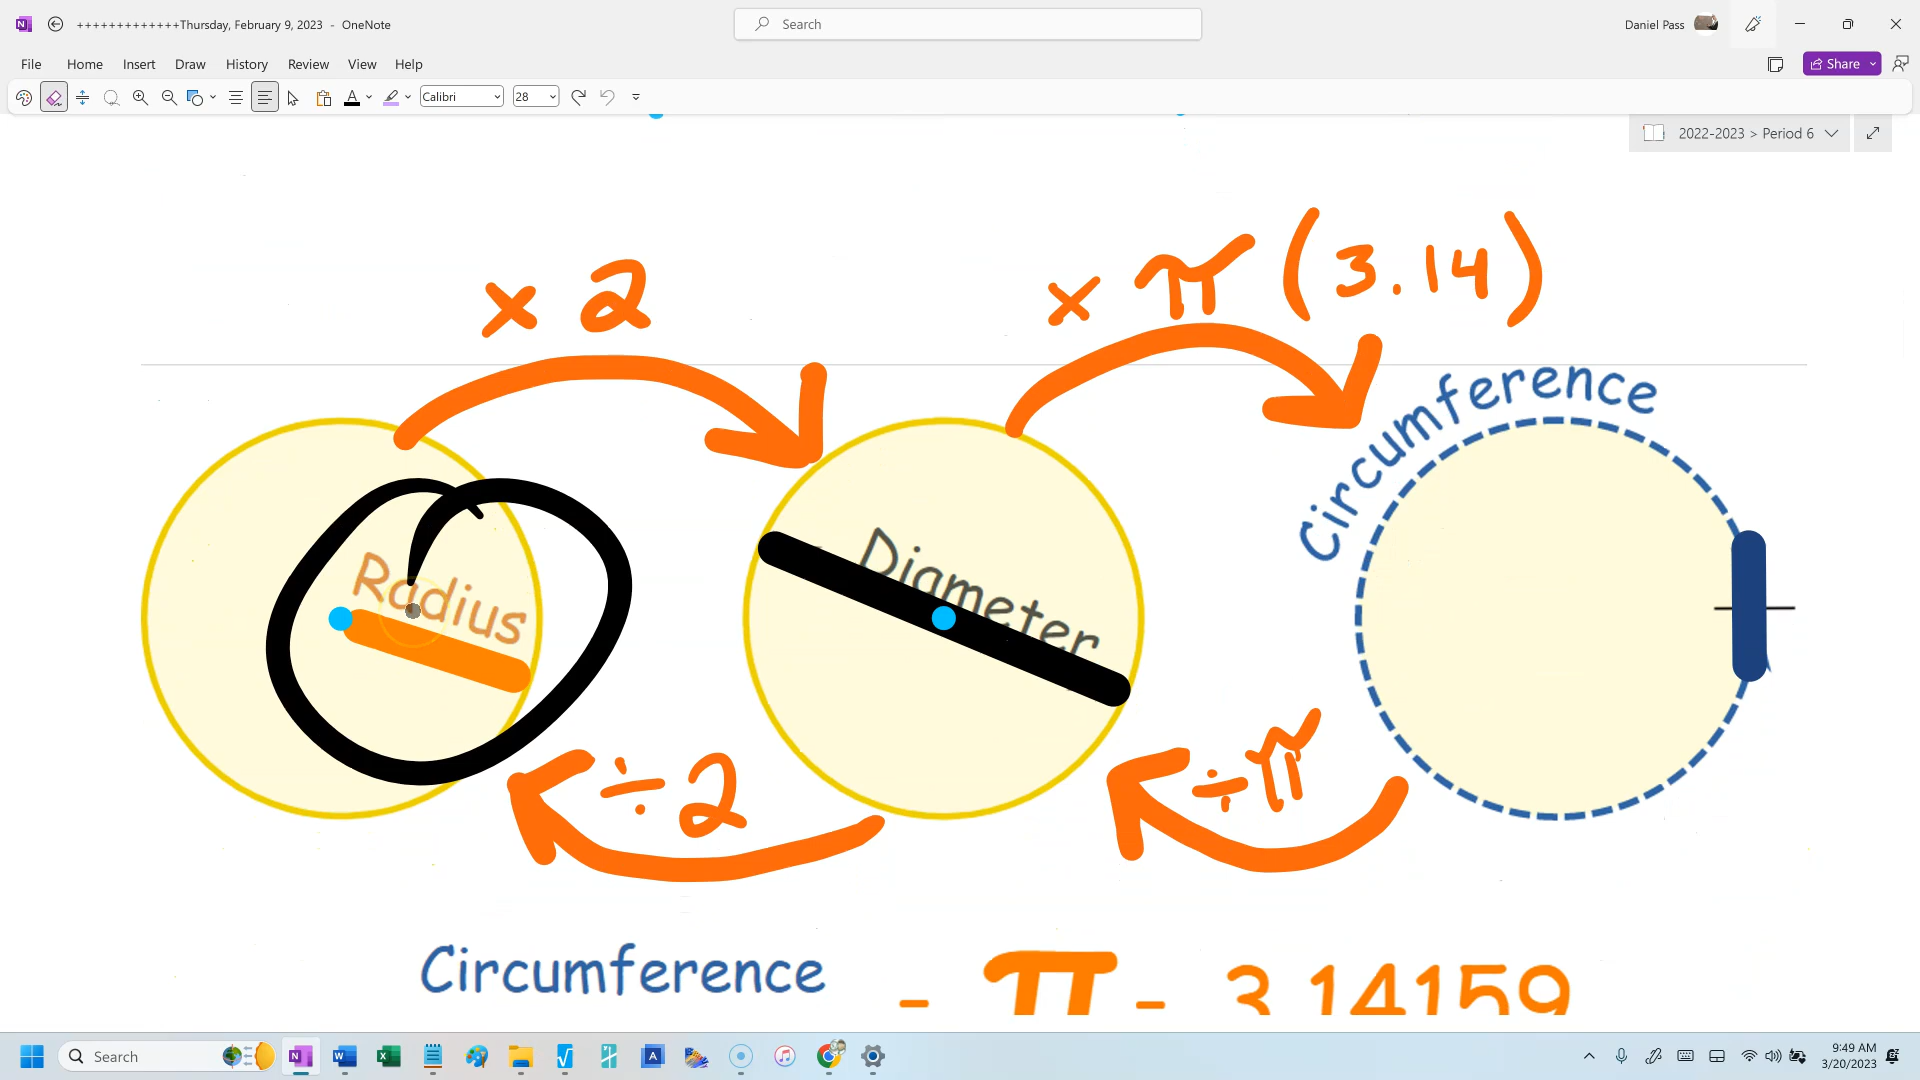 +++++++++++++Thursday, February 9, 2023 - OneNote
Search
Daniel Pass
File Home Insert Draw History Review View Help
Share
Calibri 28
2022-2023 > Period 6
× 2
× π (3.14)
Circumference
Radius
Diameter
÷2
÷π
Circumference
= π = 3.14159
Search
9:49 AM
3/20/2023